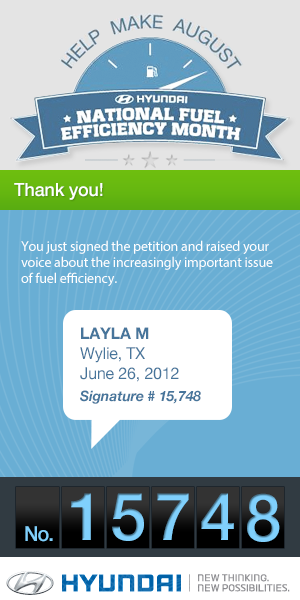 HELP MAKE AUGUST
HYUNDAI
NATIONAL FUEL
EFFICIENCY MONTH
Thank you!
You just signed the petition and raised your
voice about the increasingly important issue
of fuel efficiency.
LAYLA M
Wylie, TX
June 26, 2012
Signature # 15,748
No. 15748
HYUNDAI
NEW THINKING.
NEW POSSIBILITIES.